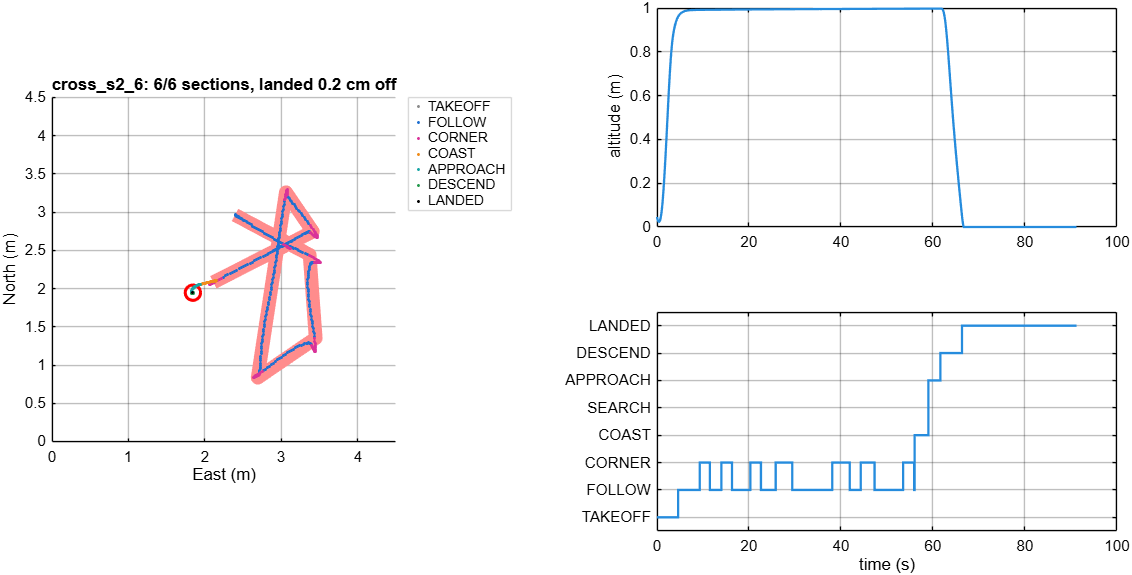 cross_s2_6: 6/6 sections, landed 0.2 cm off
4.5
4
3.5
3
2.5
2
1.5
1
0.5
0
North (m)
0
1
2
3
4
East (m)
TAKEOFF
FOLLOW
CORNER
COAST
APPROACH
DESCEND
LANDED
1
0.8
0.6
0.4
0.2
0
altitude (m)
0
20
40
60
80
100
LANDED
DESCEND
APPROACH
SEARCH
COAST
CORNER
FOLLOW
TAKEOFF
0
20
40
60
80
100
time (s)